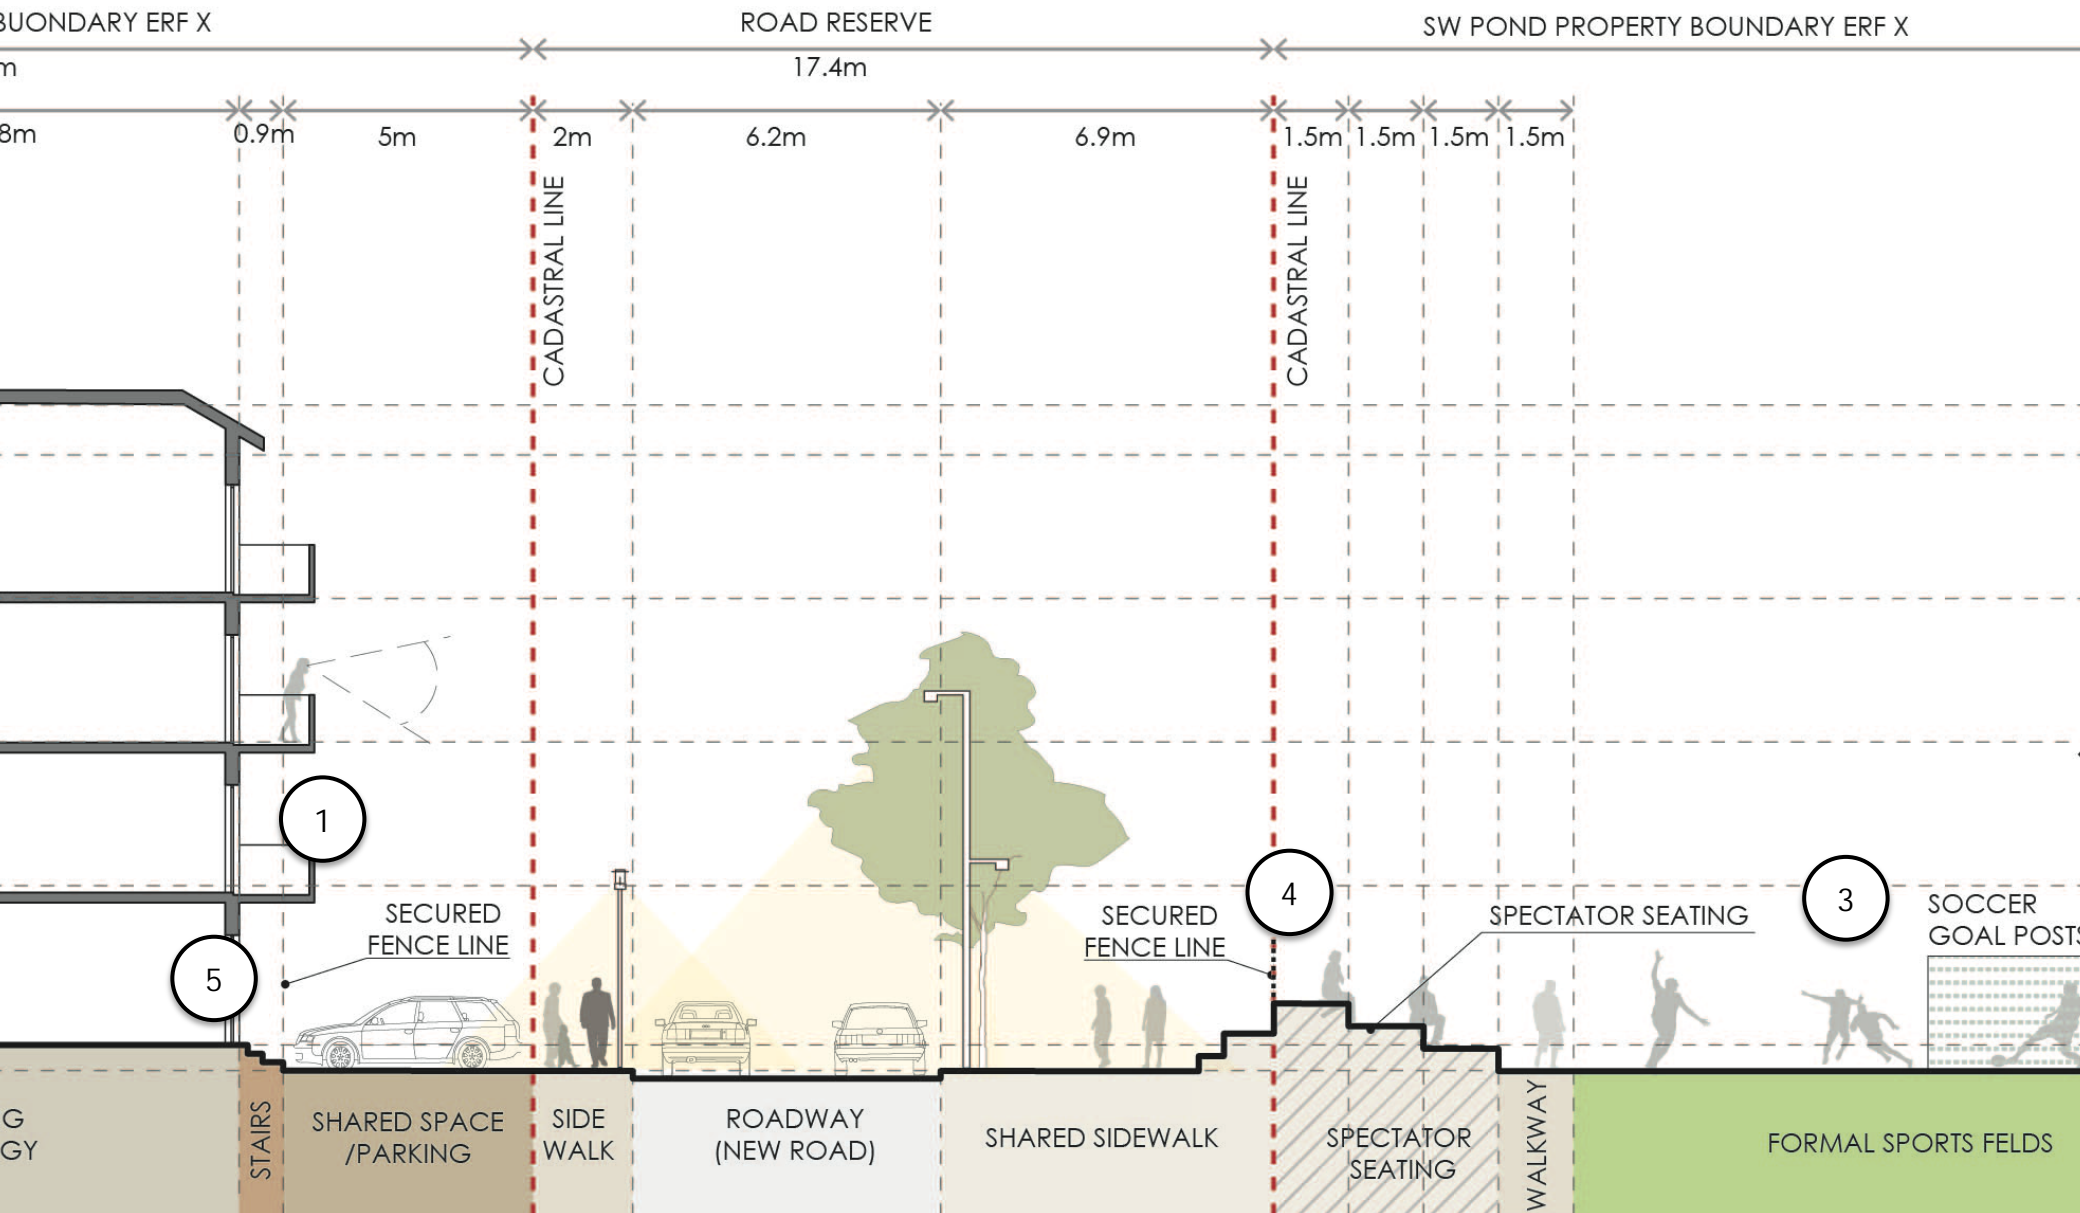 BUONDARY ERF X
ROAD RESERVE
SW POND PROPERTY BOUNDARY ERF X
m
17.4m
8m
0.9m
5m
2m
6.2m
6.9m
1.5m
1.5m
1.5m
1.5m
CADASTRAL LINE
CADASTRAL LINE
1
5
4
3
SECURED
FENCE LINE
SECURED
FENCE LINE
SPECTATOR SEATING
SOCCER
GOAL POSTS
G
GY
STAIRS
SHARED SPACE
/PARKING
SIDE
WALK
ROADWAY
(NEW ROAD)
SHARED SIDEWALK
SPECTATOR
SEATING
WALKWAY
FORMAL SPORTS FELDS